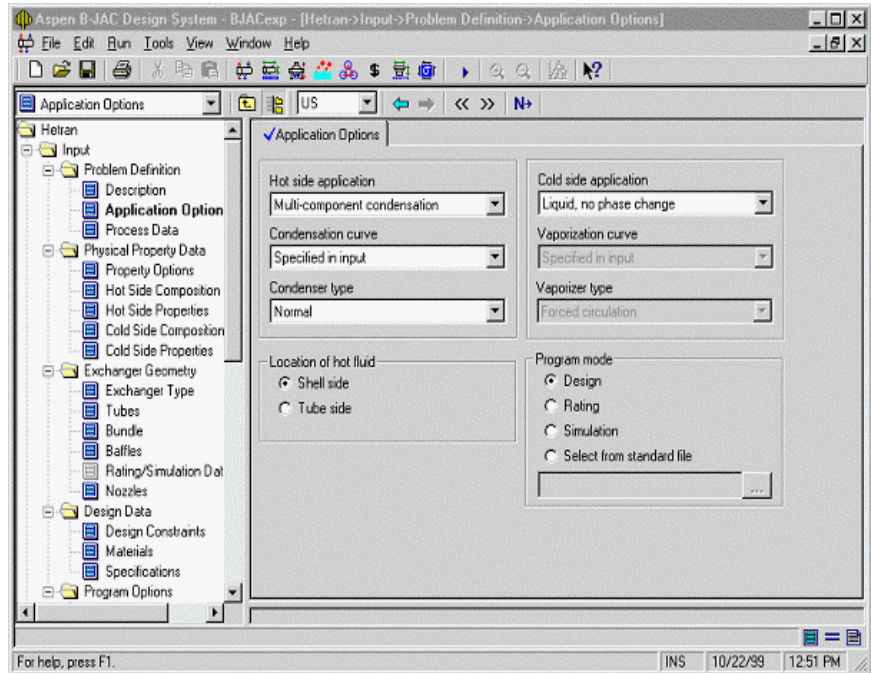 Aspen B-JAC Design System - BJACexp - [Hetran->Input->Problem Definition->Application Options]
File Edit Run Tools View Window Help
Application Options
US
N→
Hetran
Input
Problem Definition
Description
Application Option
Process Data
Physical Property Data
Property Options
Hot Side Composition
Hot Side Properties
Cold Side Composition
Cold Side Properties
Exchanger Geometry
Exchanger Type
Tubes
Bundle
Baffles
Rating/Simulation Dat
Nozzles
Design Data
Design Constraints
Materials
Specifications
Program Options
Application Options
Hot side application
Multi-component condensation
Condensation curve
Specified in input
Condenser type
Normal
Cold side application
Liquid, no phase change
Vaporization curve
Specified in input
Vaporizer type
Forced circulation
Location of hot fluid
Shell side
Tube side
Program mode
Design
Rating
Simulation
Select from standard file
...
For help, press F1.
INS
10/22/99
12:51 PM